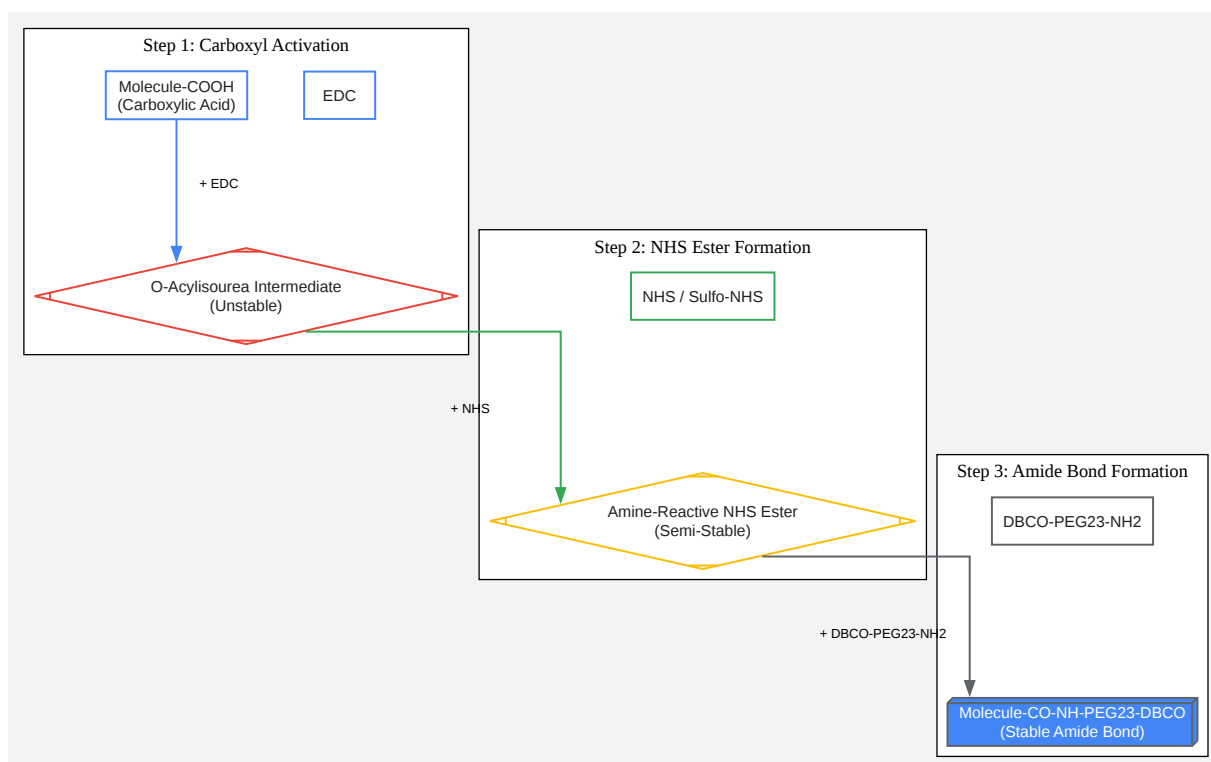 Step 1: Carboxyl Activation
Molecule-COOH
(Carboxylic Acid)
EDC
+ EDC
O-Acylisourea Intermediate
(Unstable)
Step 2: NHS Ester Formation
NHS / Sulfo-NHS
+ NHS
Amine-Reactive NHS Ester
(Semi-Stable)
Step 3: Amide Bond Formation
DBCO-PEG23-NH2
+ DBCO-PEG23-NH2
Molecule-CO-NH-PEG23-DBCO
(Stable Amide Bond)